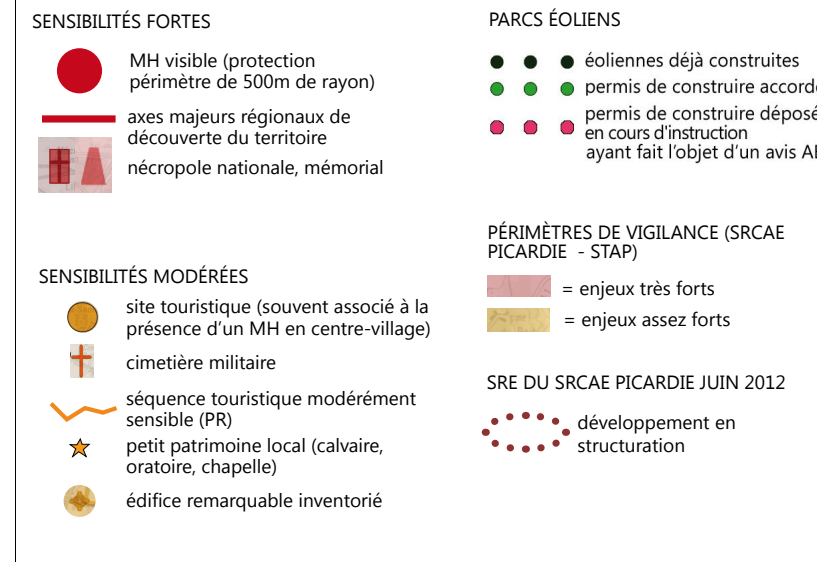 SENSIBILITÉS FORTES
MH visible (protection
périmètre de 500m de rayon)
axes majeurs régionaux de
découverte du territoire
nécropole nationale, mémorial
SENSIBILITÉS MODÉRÉES
site touristique (souvent associé à la
présence d'un MH en centre-village)
cimetière militaire
séquence touristique modérément
sensible (PR)
petit patrimoine local (calvaire,
oratoire, chapelle)
édifice remarquable inventorié
PARCS ÉOLIENS
éoliennes déjà construites
permis de construire accordé
permis de construire déposé
en cours d'instruction
ayant fait l'objet d'un avis
PÉRIMÈTRES DE VIGILANCE (SRCAE
PICARDIE - STAP)
= enjeux très forts
= enjeux assez forts
SRE DU SRCAE PICARDIE JUIN 2012
développement en
structuration